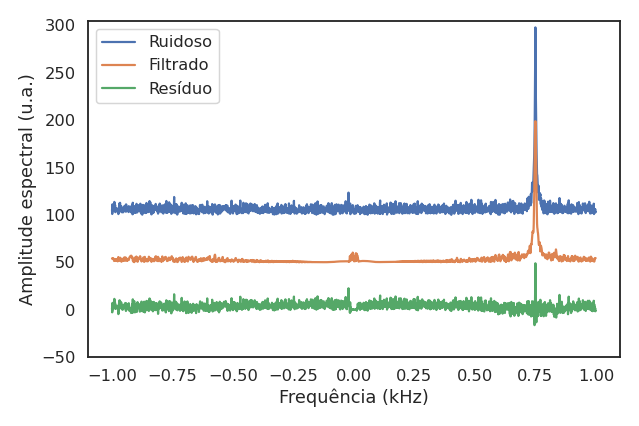 300
250
200
150
100
50
0
−50
Amplitude espectral (u.a.)
Ruidoso
Filtrado
Resíduo
−1.00 −0.75 −0.50 −0.25 0.00 0.25 0.50 0.75 1.00
Frequência (kHz)